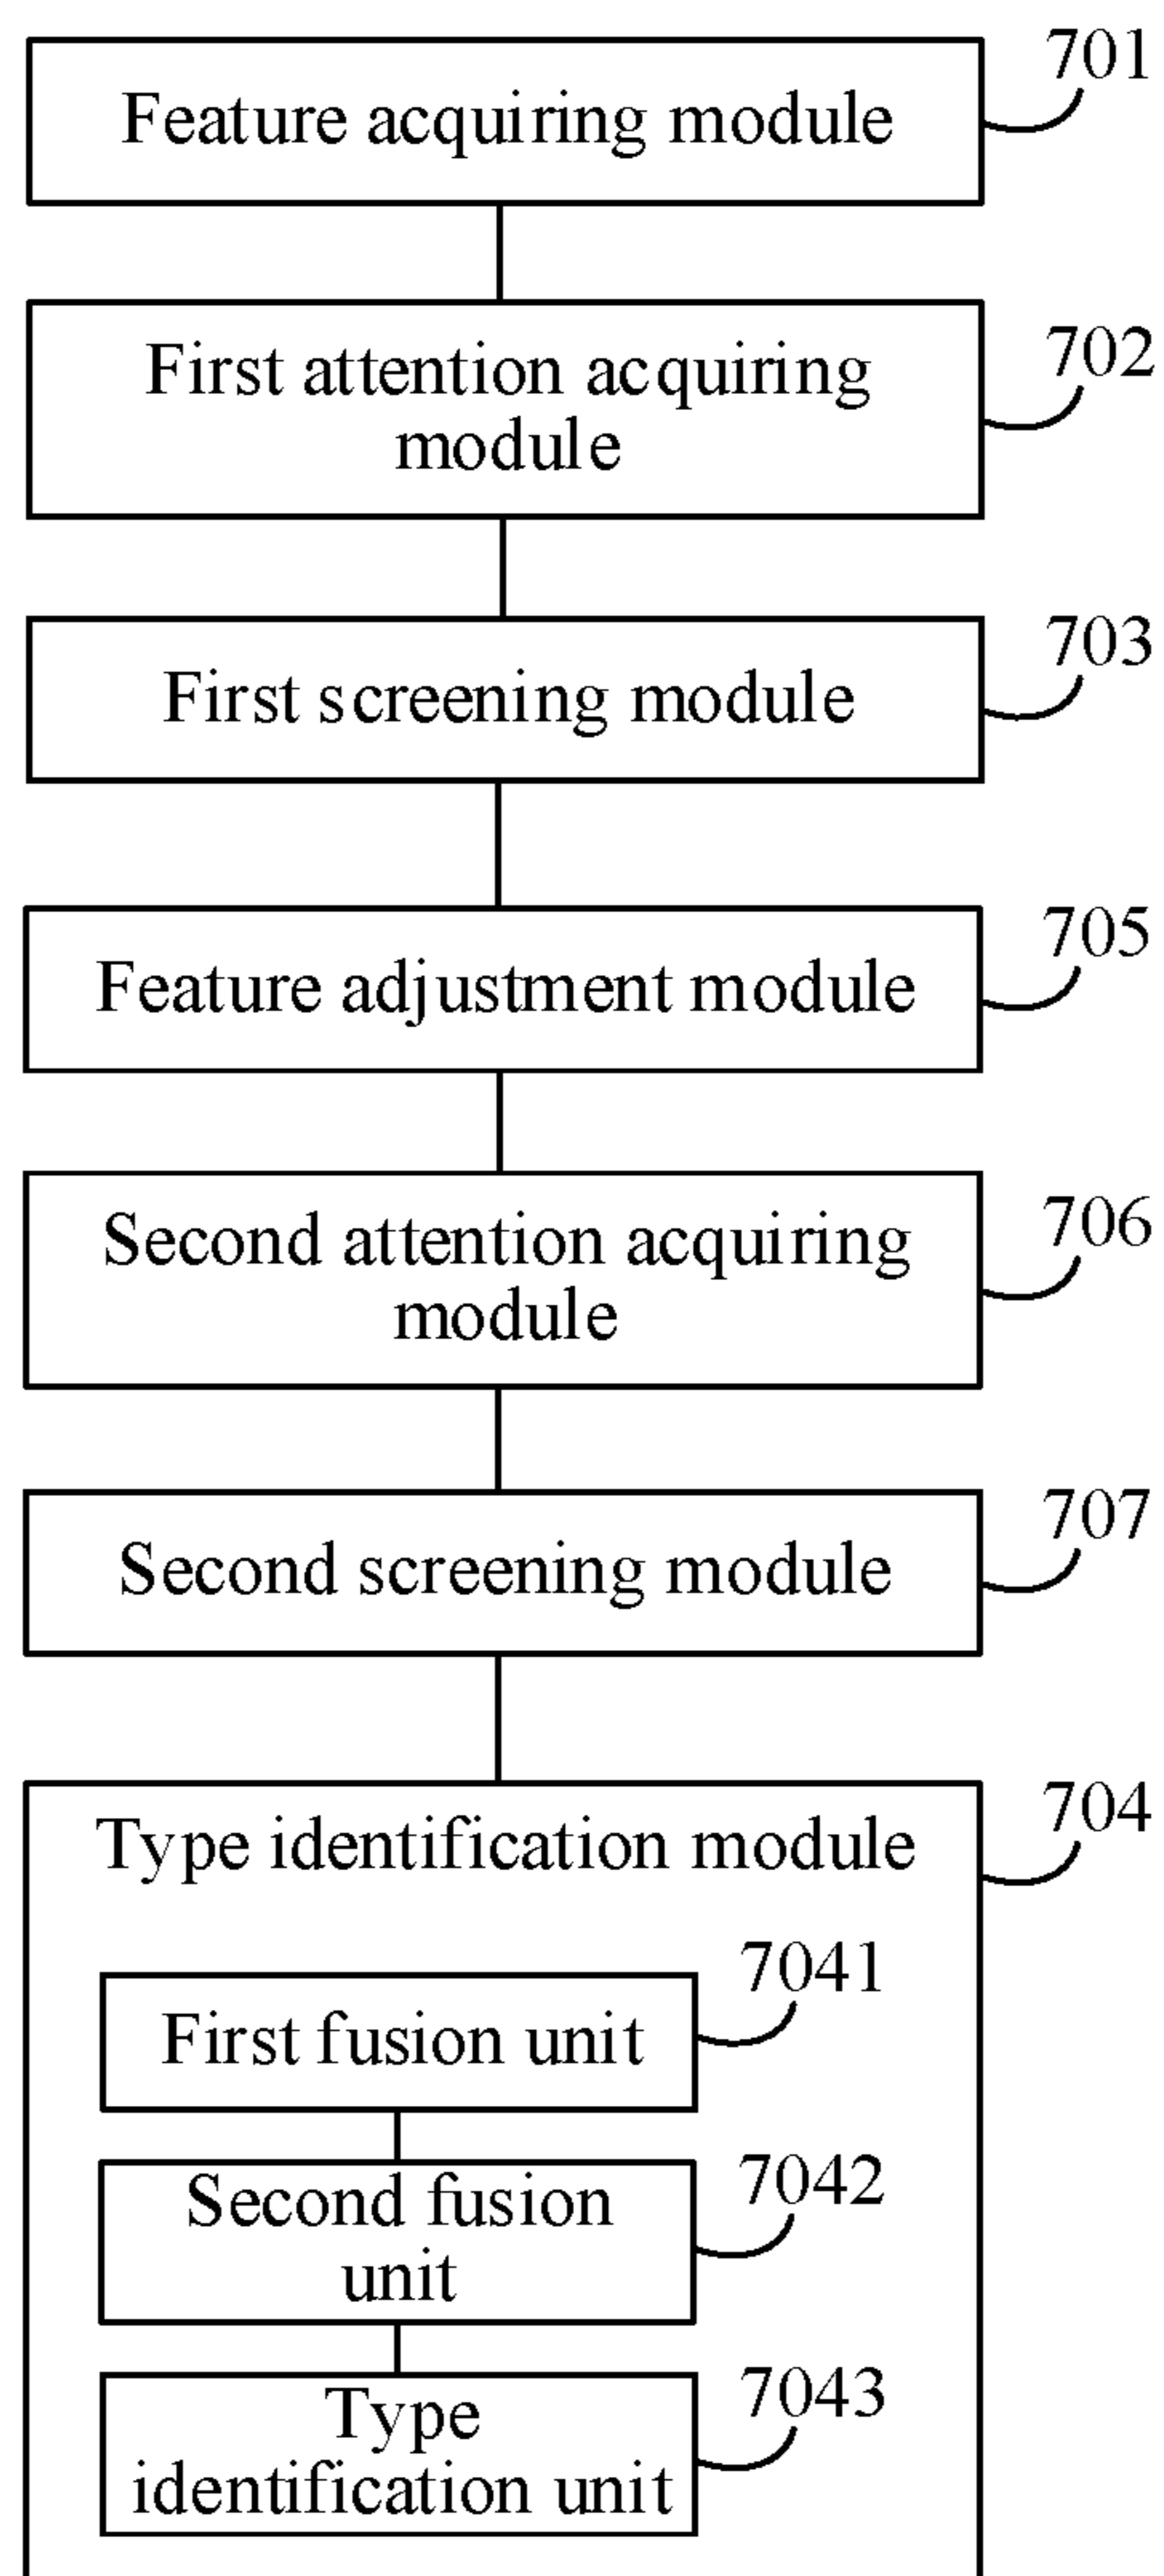 701
Feature acquiring module
702
First attention acquiring
module
703
First screening module
705
Feature adjustment module
706
Second attention acquiring
module
707
Second screening module
704
Type identification module
7041
First fusion unit
7042
Second fusion
unit
7043
Type
identification unit